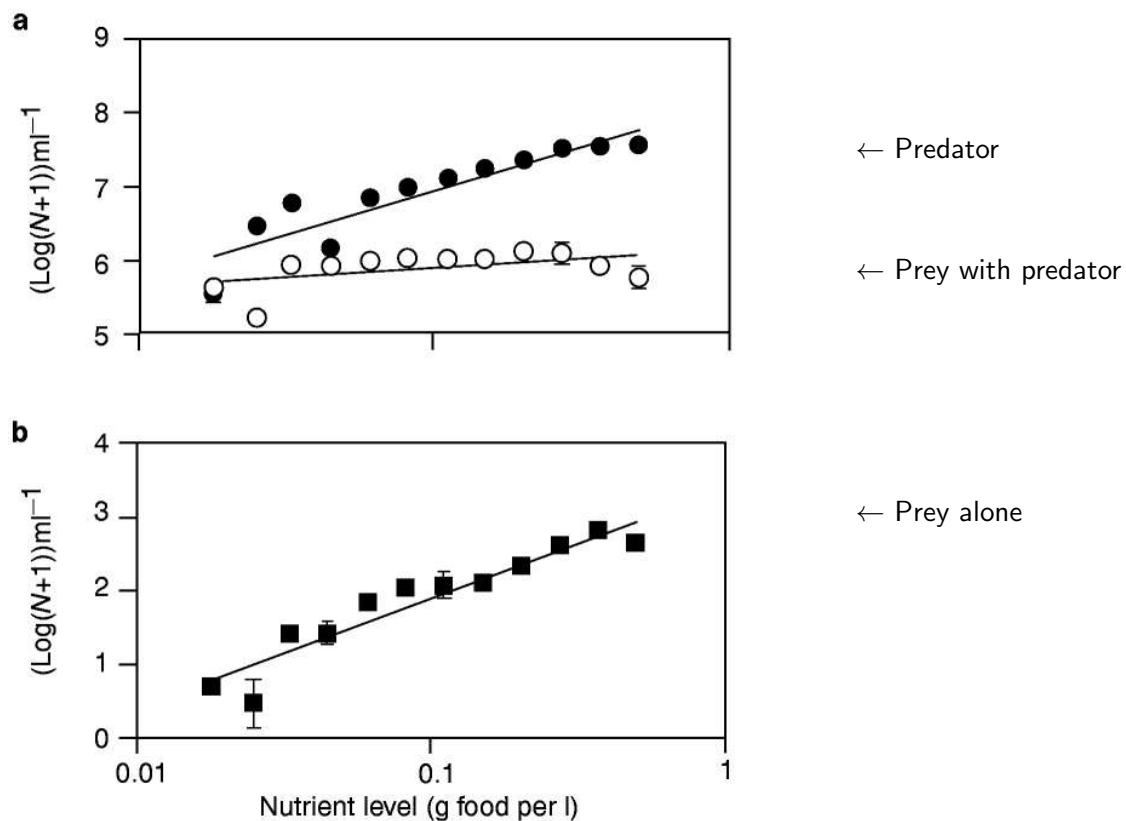 a
9
8
7
6
5
(Log(N+1))ml−1
← Predator
← Prey with predator
b
4
3
2
1
0
(Log(N+1))ml−1
← Prey alone
0.01 0.1 1
Nutrient level (g food per l)